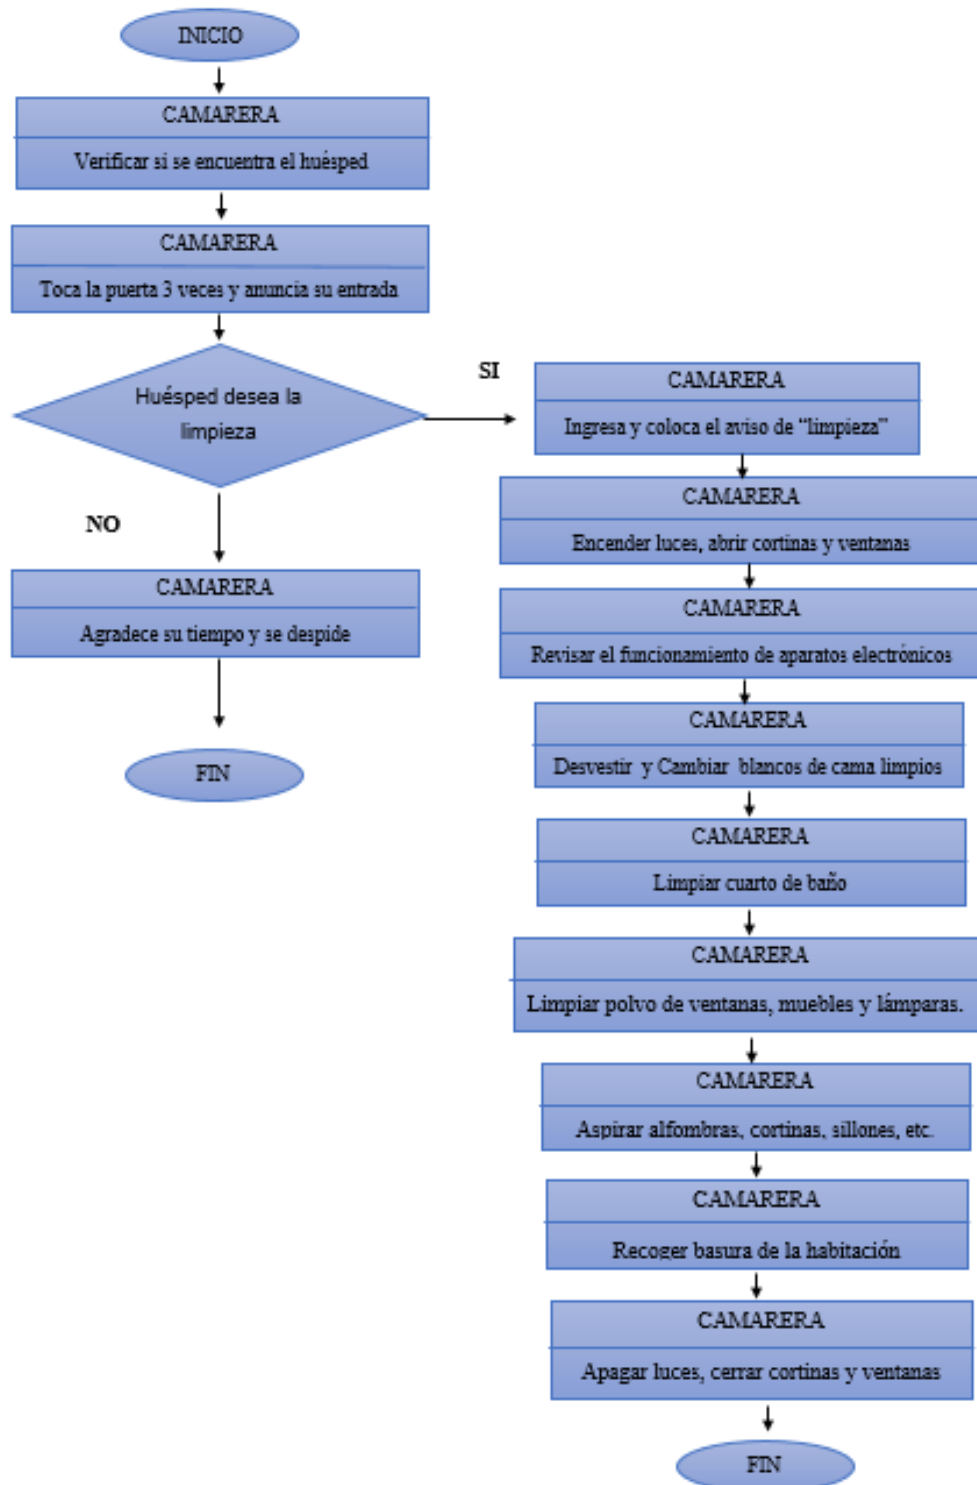 INICIO
CAMARERA
Verificar si se encuentra el huésped
CAMARERA
Toca la puerta 3 veces y anuncia su entrada
Huésped desea la
limpieza
NO
CAMARERA
Agradece su tiempo y se despide
FIN
SI
CAMARERA
Ingresa y coloca el aviso de “limpieza”
CAMARERA
Encender luces, abrir cortinas y ventanas
CAMARERA
Revisar el funcionamiento de aparatos electrónicos
CAMARERA
Desvestir y Cambiar blancos de cama limpios
CAMARERA
Limpiar cuarto de baño
CAMARERA
Limpiar polvo de ventanas, muebles y lámparas.
CAMARERA
Aspirar alfombras, cortinas, sillones, etc.
CAMARERA
Recoger basura de la habitación
CAMARERA
Apagar luces, cerrar cortinas y ventanas
FIN